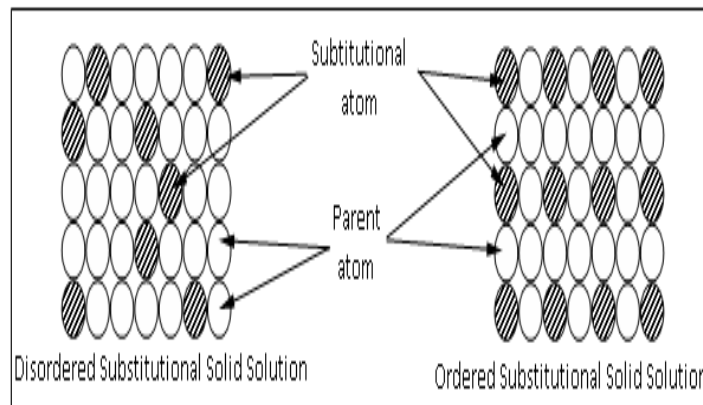 Subtitutional
atom
Parent
atom
Disordered Substitutional Solid Solution
Ordered Substitutional Solid Solution